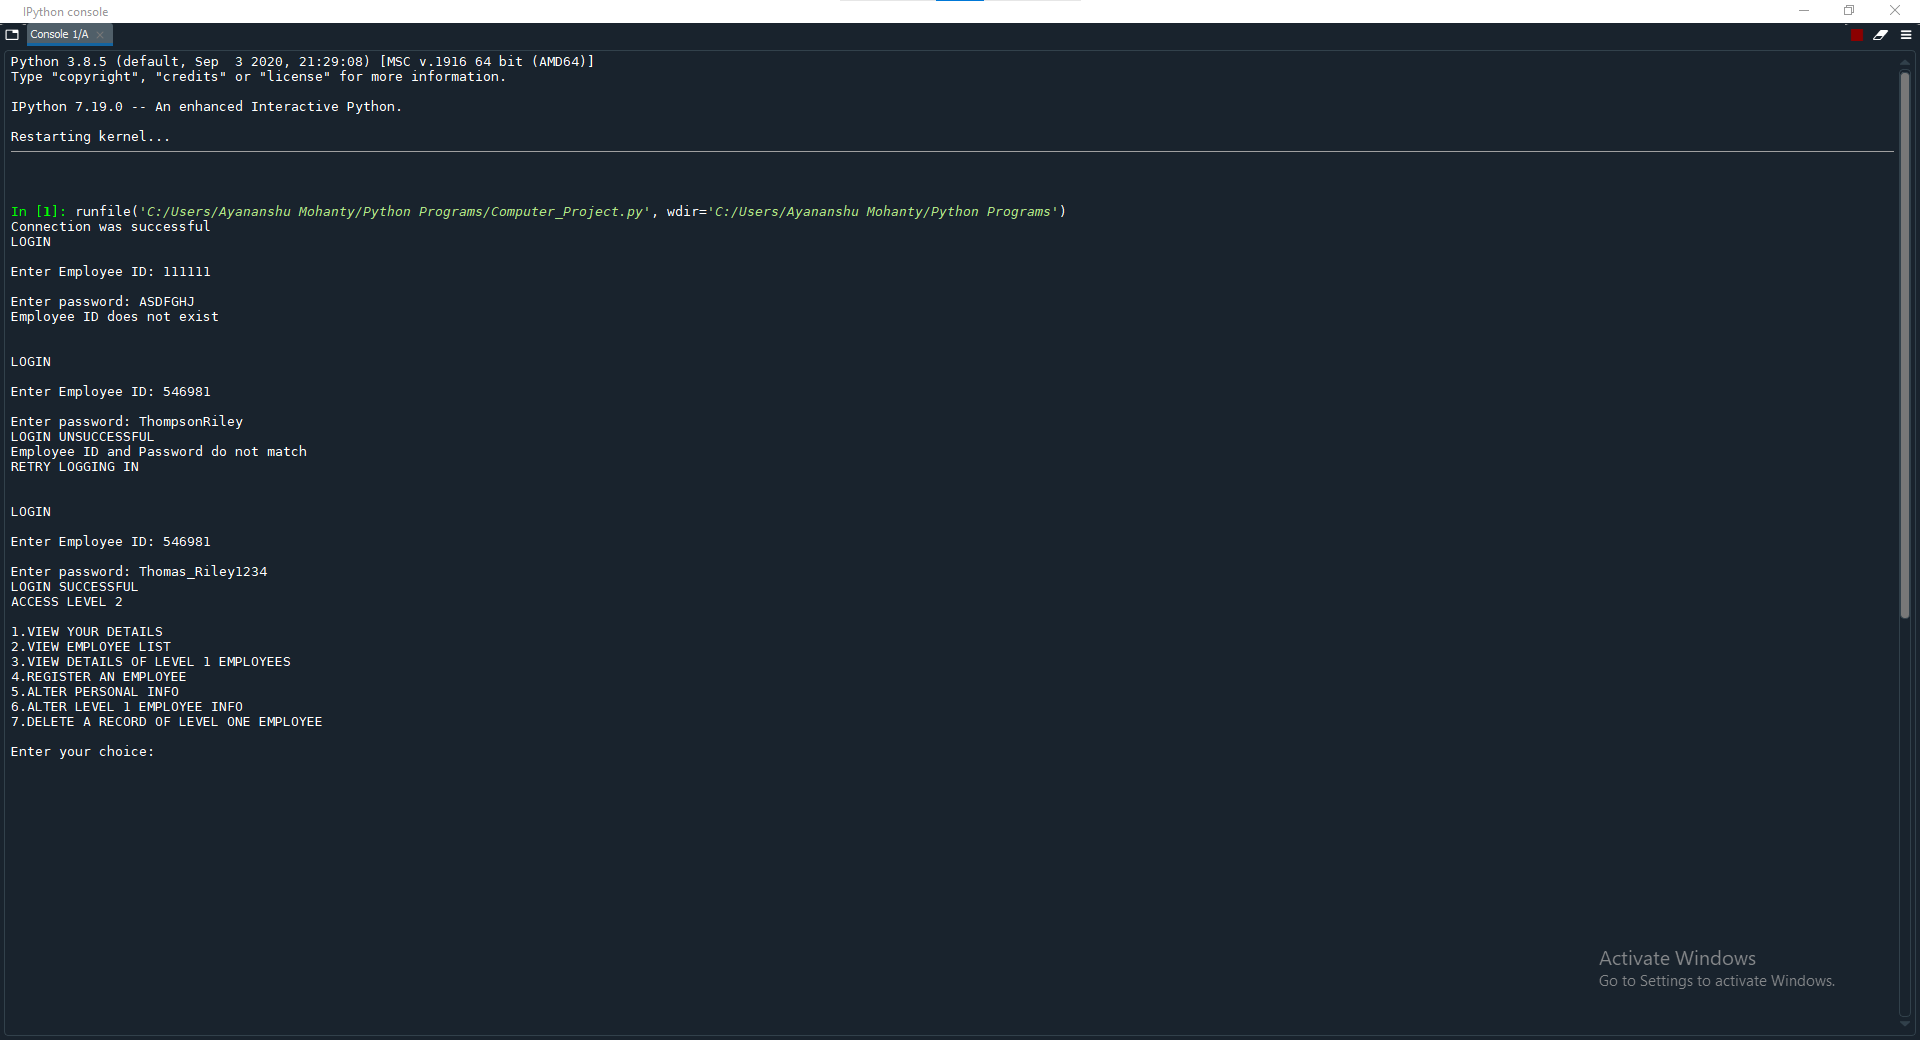 IPython console
Console 1/A
Python 3.8.5 (default, Sep  3 2020, 21:29:08) [MSC v.1916 64 bit (AMD64)]
Type "copyright", "credits" or "license" for more information.
IPython 7.19.0 -- An enhanced Interactive Python.
Restarting kernel...
In [1]: runfile('C:/Users/Ayananshu Mohanty/Python Programs/Computer_Project.py', wdir='C:/Users/Ayananshu Mohanty/Python Programs')
Connection was successful
LOGIN
Enter Employee ID: 111111
Enter password: ASDFGHJ
Employee ID does not exist
LOGIN
Enter Employee ID: 546981
Enter password: ThompsonRiley
LOGIN UNSUCCESSFUL
Employee ID and Password do not match
RETRY LOGGING IN
LOGIN
Enter Employee ID: 546981
Enter password: Thomas_Riley1234
LOGIN SUCCESSFUL
ACCESS LEVEL 2
1.VIEW YOUR DETAILS
2.VIEW EMPLOYEE LIST
3.VIEW DETAILS OF LEVEL 1 EMPLOYEES
4.REGISTER AN EMPLOYEE
5.ALTER PERSONAL INFO
6.ALTER LEVEL 1 EMPLOYEE INFO
7.DELETE A RECORD OF LEVEL ONE EMPLOYEE
Enter your choice:
Activate Windows
Go to Settings to activate Windows.